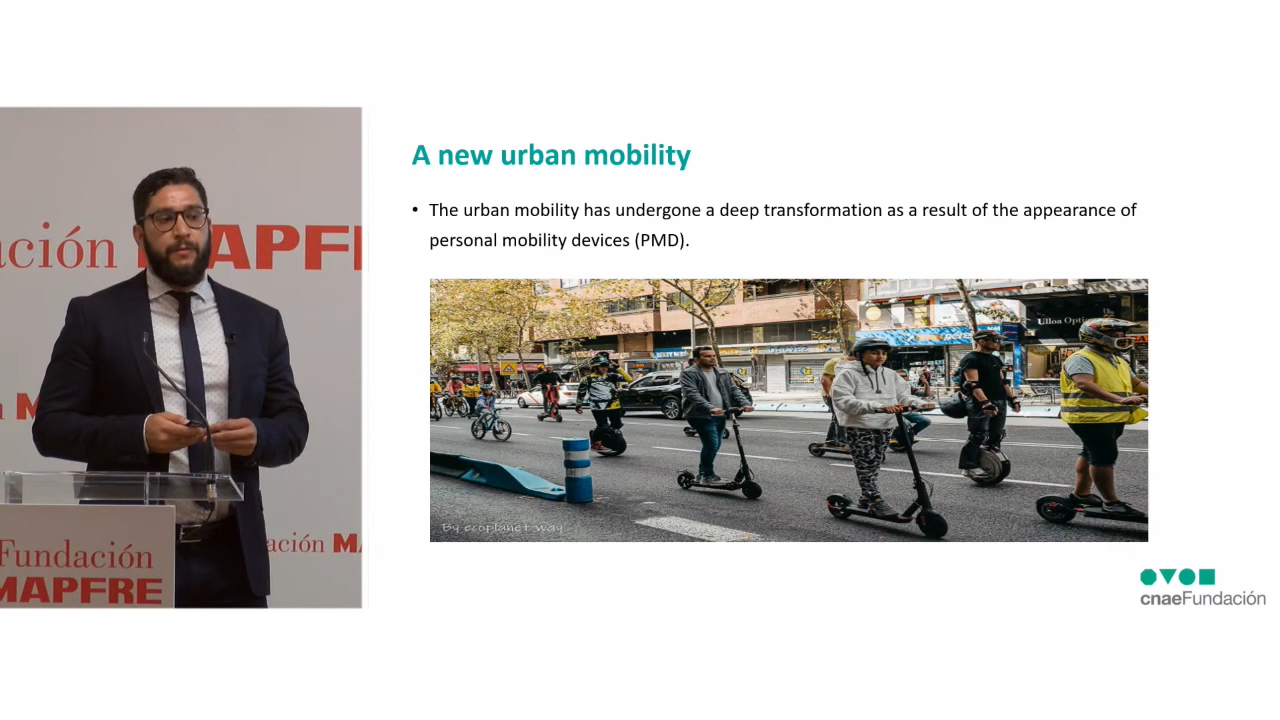 A new urban mobility
• The urban mobility has undergone a deep transformation as a result of the appearance of
personal mobility devices (PMD).
ación MAPFR
n M
ación MA
Fundación
MAPFRE
Ulloa Opti
By ecoplanet way
cnaeFundación